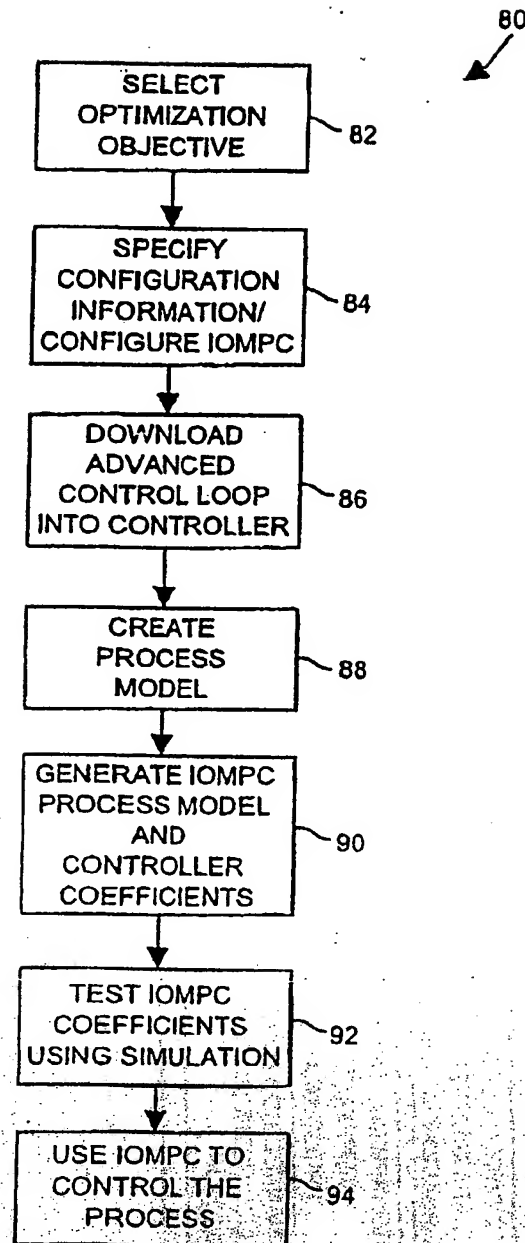 80
SELECT
OPTIMIZATION
OBJECTIVE
82
SPECIFY
CONFIGURATION
INFORMATION/
CONFIGURE IOMPC
84
DOWNLOAD
ADVANCED
CONTROL LOOP
INTO CONTROLLER
86
CREATE
PROCESS
MODEL
88
GENERATE IOMPC
PROCESS MODEL
AND
CONTROLLER
COEFFICIENTS
90
TEST IOMPC
COEFFICIENTS
USING SIMULATION
92
USE IOMPC TO
CONTROL THE
PROCESS
94